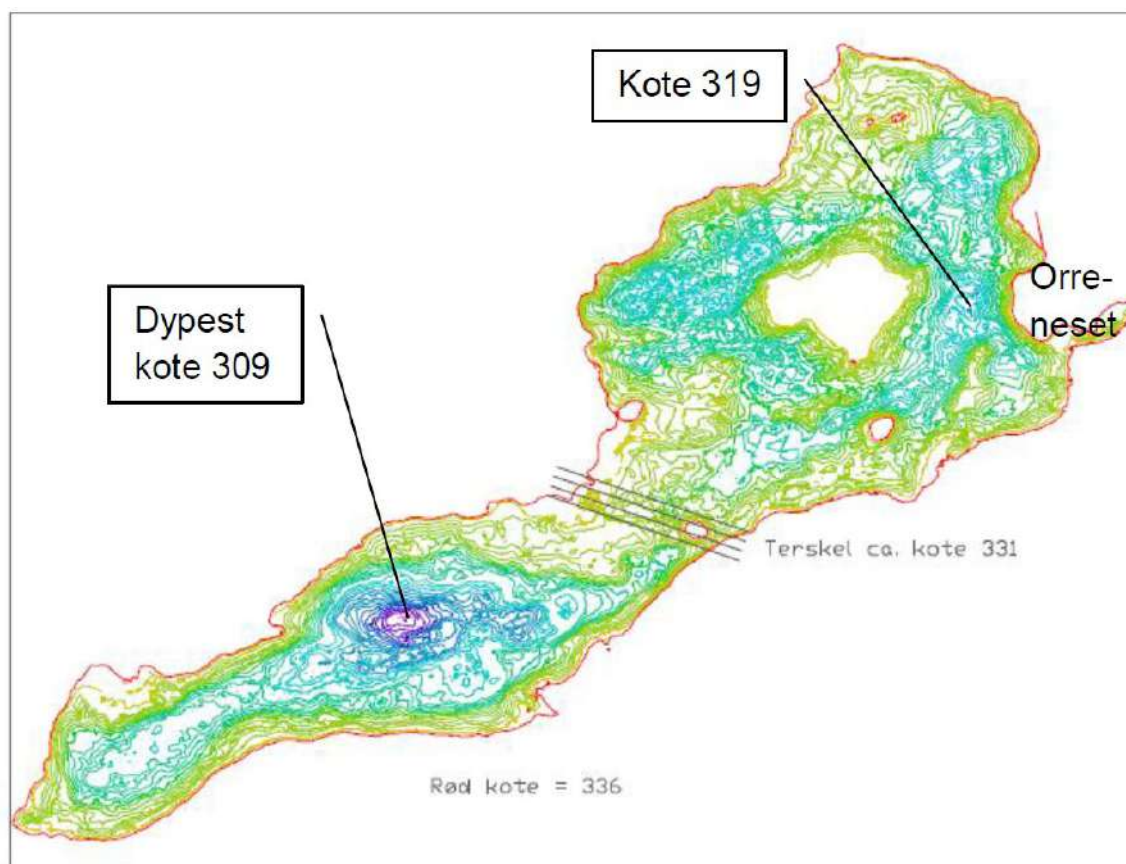 Kote 319
Orre-
neset
Dypest
kote 309
Terskel ca. kote 331
Rød kote = 336